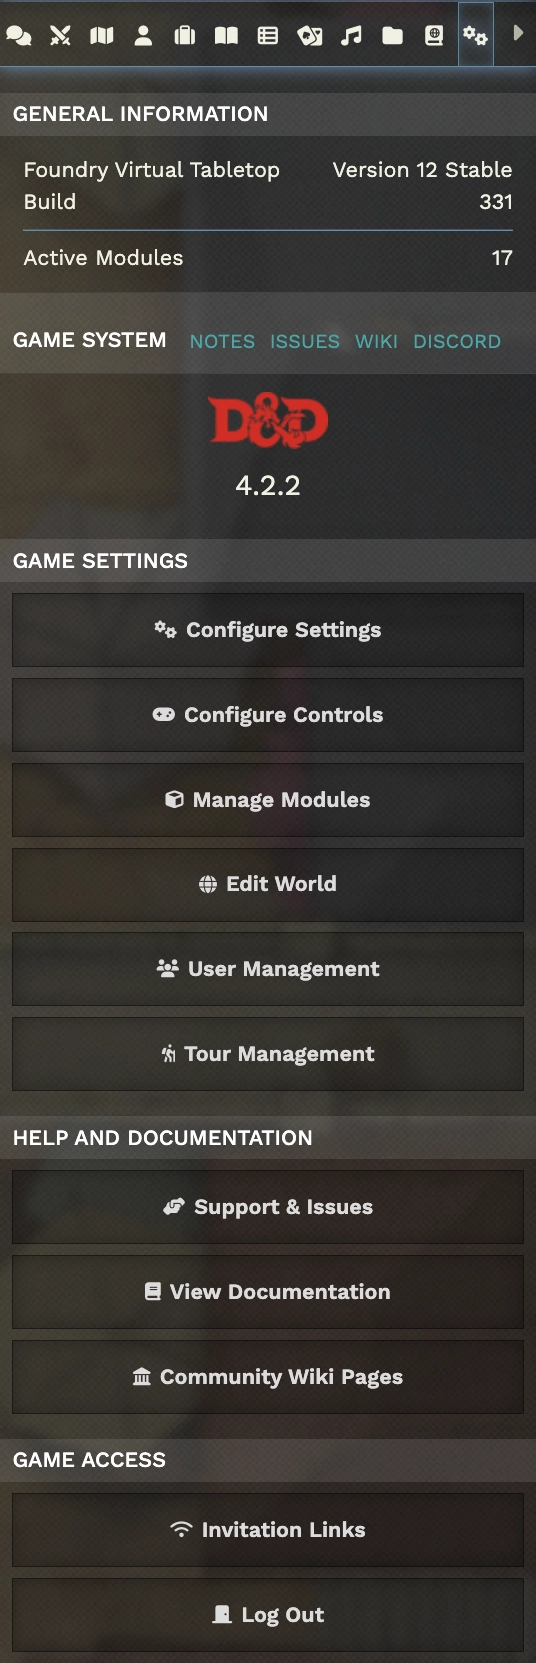 GENERAL INFORMATION
Foundry Virtual Tabletop Version 12 Stable
Build 331
Active Modules 17
GAME SYSTEM NOTES ISSUES WIKI DISCORD
D&D
4.2.2
GAME SETTINGS
Configure Settings
Configure Controls
Manage Modules
Edit World
User Management
Tour Management
HELP AND DOCUMENTATION
Support & Issues
View Documentation
Community Wiki Pages
GAME ACCESS
Invitation Links
Log Out